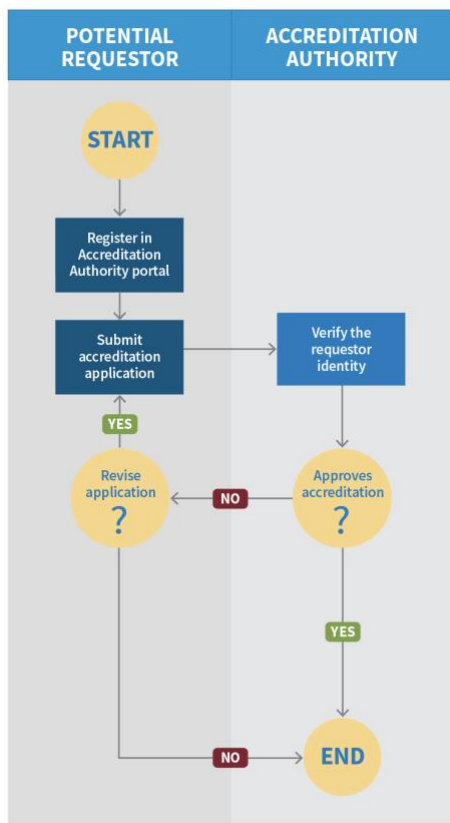 POTENTIAL
REQUESTOR
ACCREDITATION
AUTHORITY
START
Register in
Accreditation
Authority portal
Submit
accreditation
application
Verify the
requestor
identity
YES
Revise
application
?
NO
Approves
accreditation
?
YES
NO
END